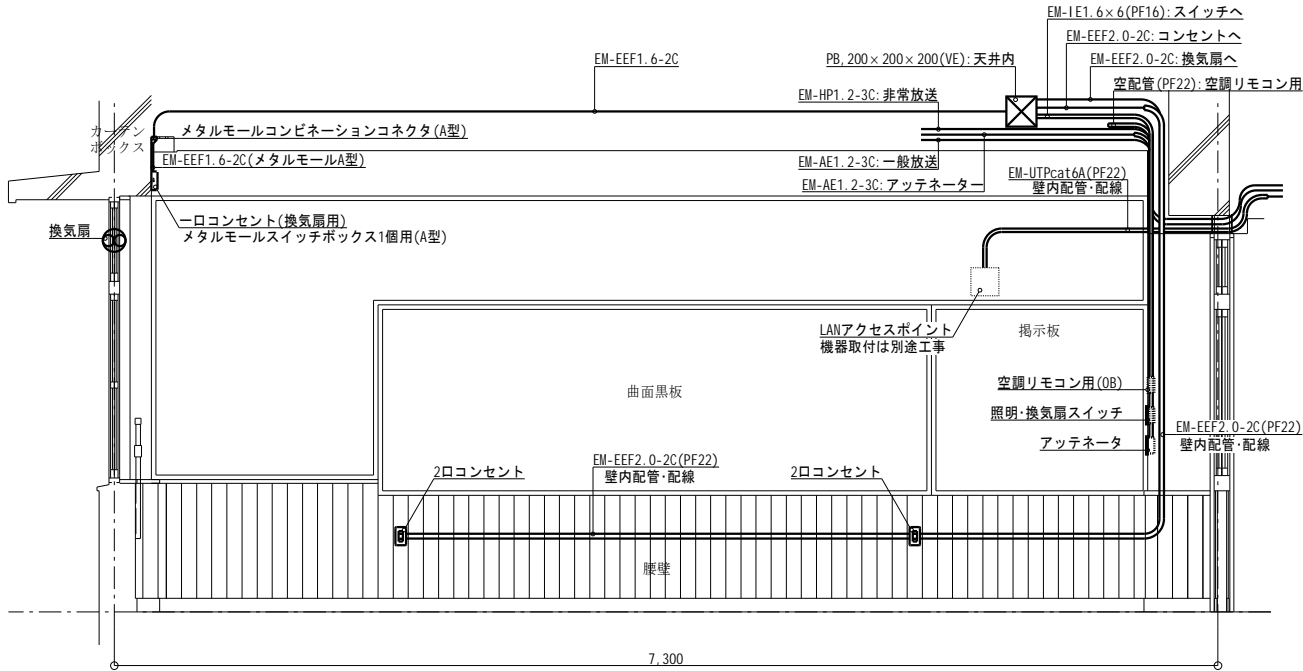 EM-IE1.6×6(PF16):スイッチへ
EM-EEF2.0-2C:コンセントへ
EM-EEF1.6-2C
PB,200×200×200(VE):天井内
EM-EEF2.0-2C:換気扇へ
空配管(PF22):空調リモコン用
EM-HP1.2-3C:非常放送
カーテン
ボックス
メタルモールコンビネーションコネクタ(A型)
EM-EEF1.6-2C(メタルモールA型)
EM-AE1.2-3C:一般放送
EM-AE1.2-3C:アッテネーター
EM-UTPcat6A(PF22)
壁内配管・配線
一口コンセント(換気扇用)
メタルモールスイッチボックス1個用(A型)
換気扇
LANアクセスポイント
機器取付は別途工事
掲示板
曲面黒板
空調リモコン用(OB)
照明・換気扇スイッチ
アッテネータ
EM-EEF2.0-2C(PF22)
壁内配管・配線
2口コンセント
EM-EEF2.0-2C(PF22)
壁内配管・配線
2口コンセント
腰壁
7,300